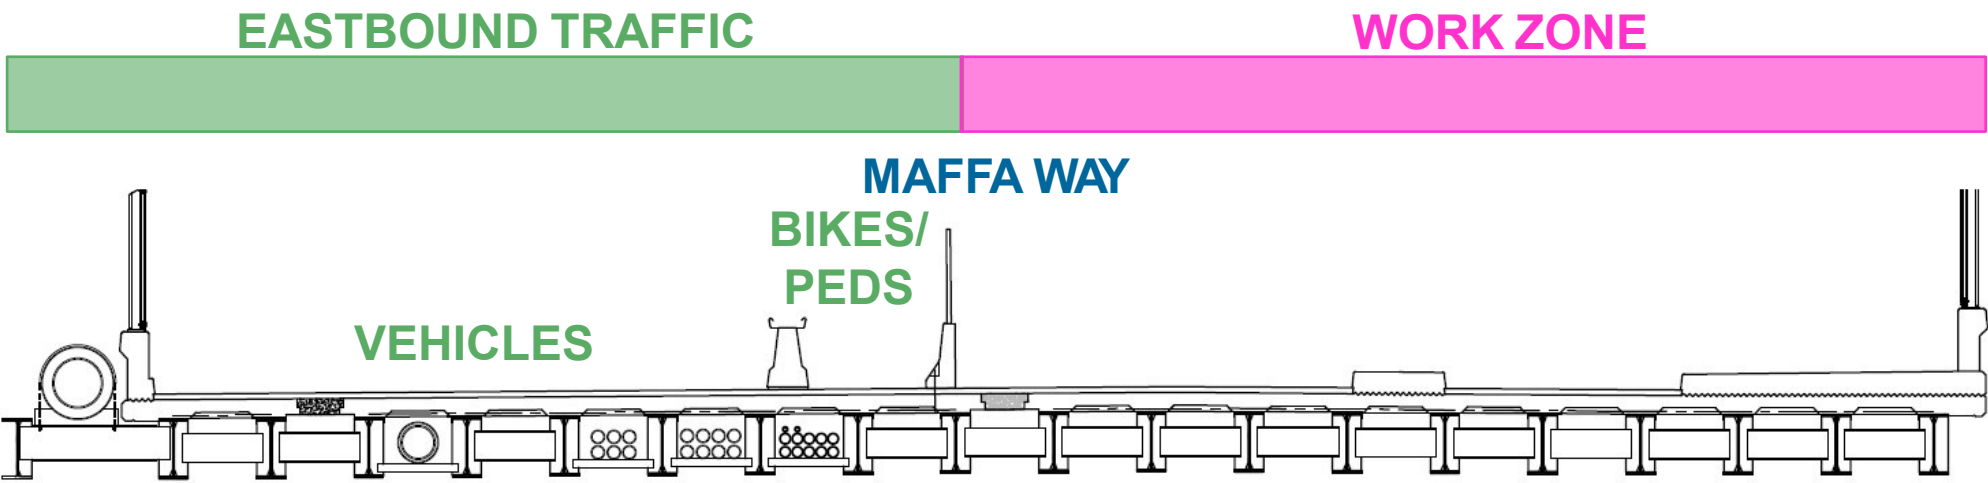 EASTBOUND TRAFFIC
WORK ZONE
MAFFA WAY
BIKES/
PEDS
VEHICLES